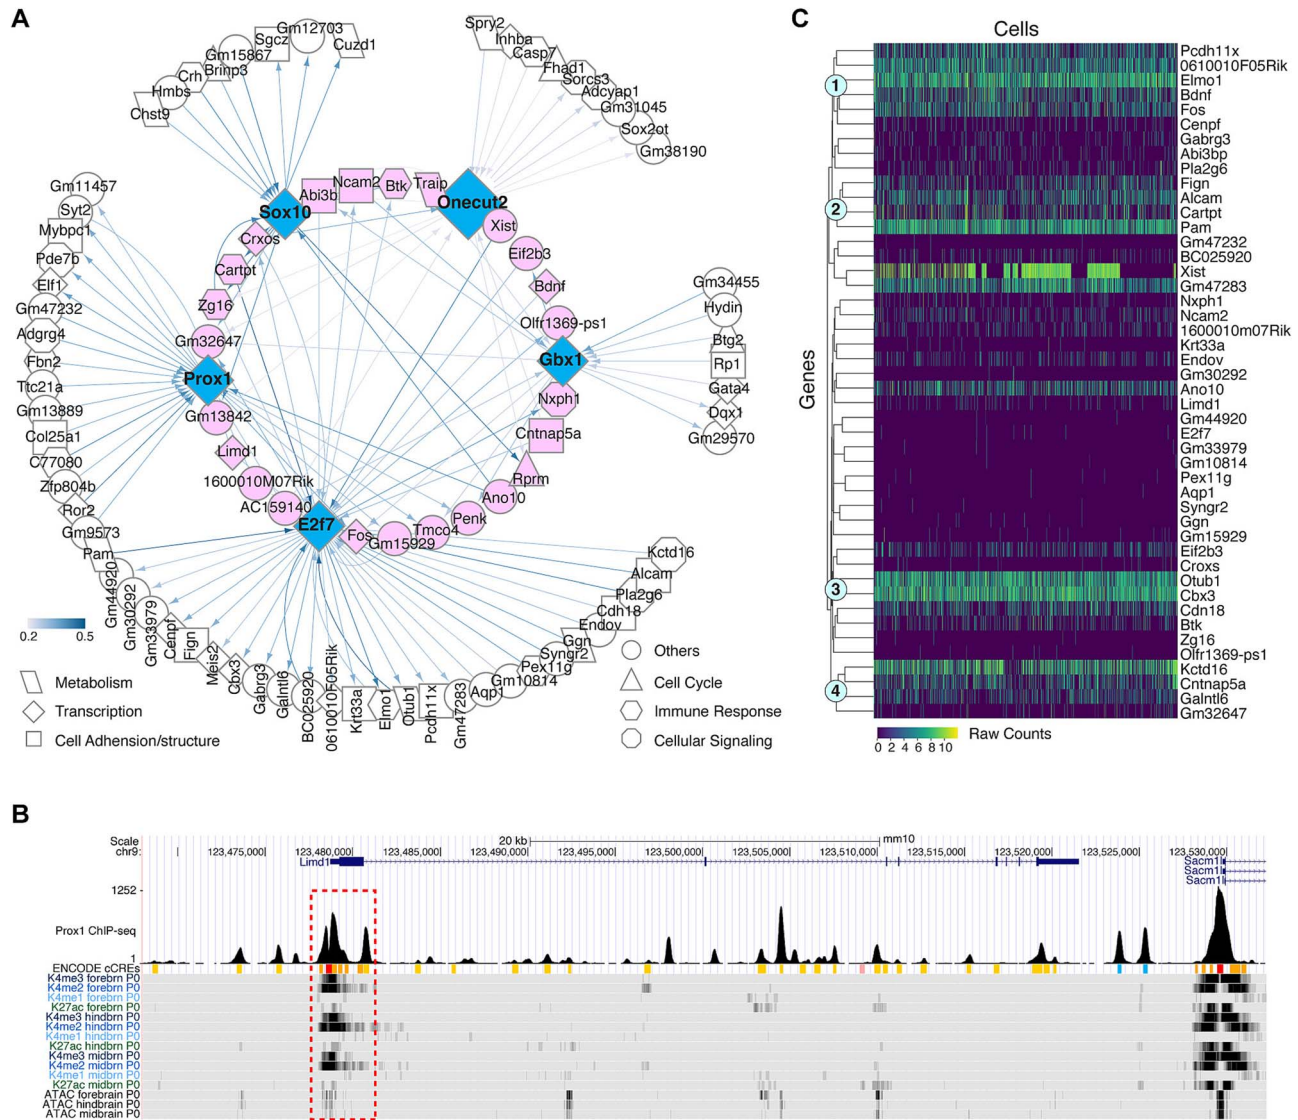 A
Gm12703
Sgcz
Cuzd1
Gm15867
Brinp3
Crh
Hmbs
Chst9
Spry2
Inhba
Casp7
Fhad1
Sorcs3
Adcyap1
Gm31045
Sox2ot
Gm38190
Gm11457
Syt2
Mybpc1
Pde7b
Elf1
Gm47232
Adgrg4
Fbn2
Ttc21a
Gm13889
Col25a1
C77080
Zfp804b
Ror2
Gm9573
Pam
Sox10
Abi3b
Ncam2
Btk
Traip
Onecut2
Xist
Eif2b3
Bdnf
Olfr1369-ps1
Gbx1
Nxph1
Cntnap5a
Rprm
Ano10
Penk
Tmco4
Gm15929
Fos
E2f7
AC159140
1600010M07Rik
Limd1
Gm13842
Prox1
Gm32647
Zg16
Cartpt
Crxos
Gm34455
Hydin
Btg2
Rp1
Gata4
Dqx1
Gm29570
Gm44920
Gm30292
Gm33979
Cenpf
Fign
Meis2
Cbx3
Gabrg3
Galntl6
BC025920
0610010F05Rik
Krt33a
Elmo1
Otub1
Pcdh11x
Gm47283
Aqp1
Gm10814
Pex11g
Syngr2
Ggn
Endov
Cdh18
Pla2g6
Alcam
Kctd16
0.2 0.5
Metabolism
Transcription
Cell Adhension/structure
Others
Cell Cycle
Immune Response
Cellular Signaling
C
Cells
Genes
1
2
3
4
Pcdh11x
0610010F05Rik
Elmo1
Bdnf
Fos
Cenpf
Gabrg3
Abi3bp
Pla2g6
Fign
Alcam
Cartpt
Pam
Gm47232
BC025920
Xist
Gm47283
Nxph1
Ncam2
1600010m07Rik
Krt33a
Endov
Gm30292
Ano10
Limd1
Gm44920
E2f7
Gm33979
Gm10814
Pex11g
Aqp1
Syngr2
Ggn
Gm15929
Eif2b3
Croxs
Otub1
Cbx3
Cdn18
Btk
Zg16
Olfr1369-ps1
Kctd16
Cntnap5a
Galntl6
Gm32647
0 2 4 6 8 10
Raw Counts
B
Scale 20 kb mm10
chr9: 123,475,000 123,480,000 123,485,000 123,490,000 123,495,000 123,500,000 123,505,000 123,510,000 123,515,000 123,520,000 123,525,000 123,530,000
Limd1 Sacm1
Sacm1
Sacm1
1252
Prox1 ChIP-seq
1
ENCODE cCREs
K4me3 forebrn P0
K4me2 forebrn P0
K4me1 forebrn P0
K27ac forebrn P0
K4me3 hindbrn P0
K4me2 hindbrn P0
K4me1 hindbrn P0
K27ac hindbrn P0
K4me3 midbrn P0
K4me2 midbrn P0
K4me1 midbrn P0
K27ac midbrn P0
ATAC forebrain P0
ATAC hindbrain P0
ATAC midbrain P0